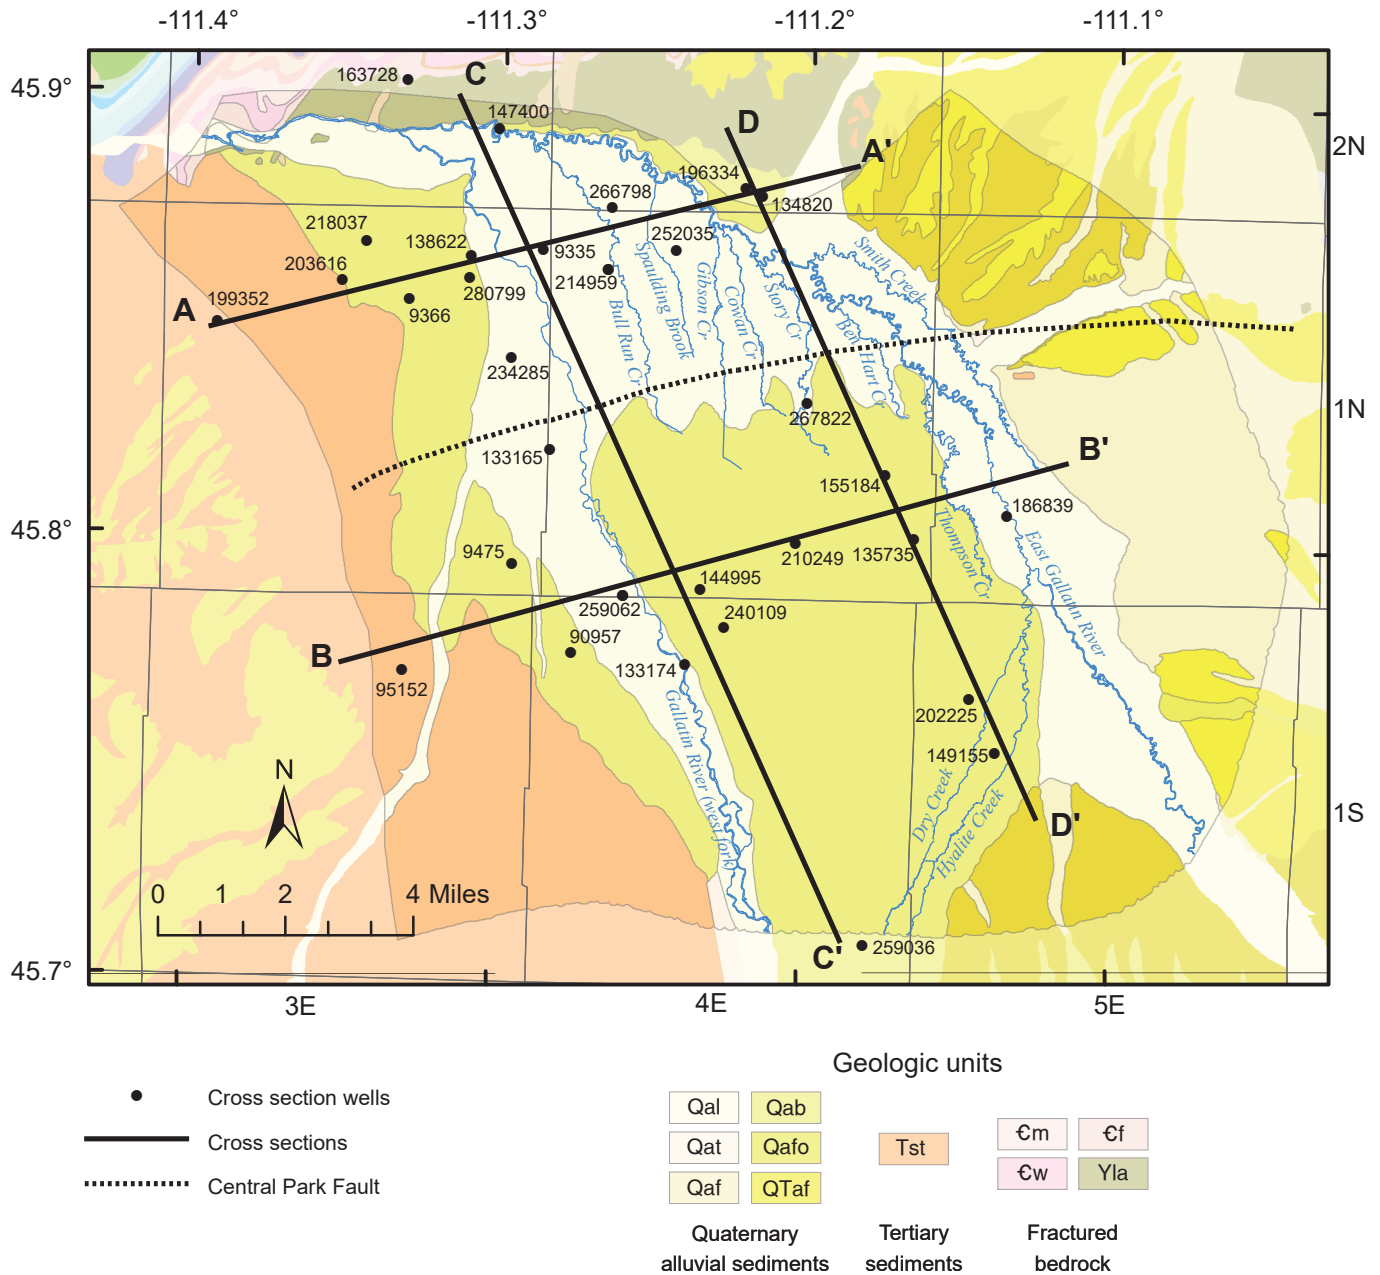 -111.4°
-111.3°
-111.2°
-111.1°
45.9°
45.8°
45.7°
2N
1N
1S
3E
4E
5E
C
163728
147400
D
A'
196334
134820
266798
218037
138622
9335
252035
Smith Creek
203616
280799
214959
A
199352
9366
Bull Run Cr
Spaulding Brook
Gibson Cr
Cowan Cr
Story Cr
Ben Hart Cr
234285
267822
133165
B'
155184
186839
9475
210249
135735
Thompson Cr
East Gallatin River
144995
259062
240109
90957
B
133174
95152
Gallatin River (west fork)
202225
149155
Dry Creek
Hyalite Creek
D'
N
0 1 2 4 Miles
C'
259036
Geologic units
Cross section wells
Cross sections
Central Park Fault
Qal Qab
Qat Qafo
Qaf QTaf
Tst
€m €f
€w Yla
Quaternary
alluvial sediments
Tertiary
sediments
Fractured
bedrock